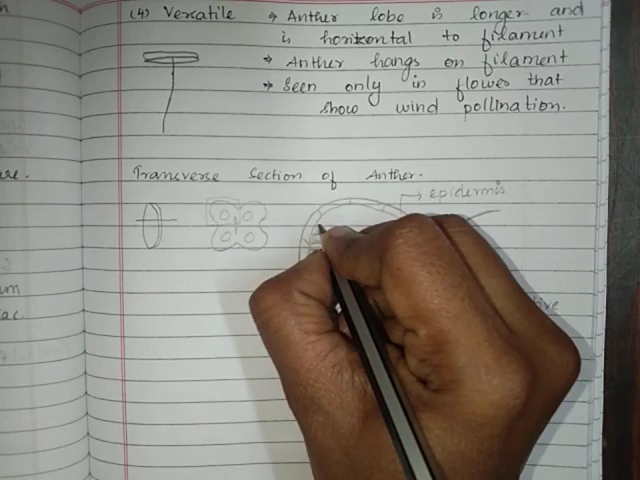 (4) Versatile → Anther lobe is longer and
is horizontal to filament
→ Anther hangs on filament
→ Seen only in flowes that
show wind pollination.
Transverse Section of Anther.
→ epidermis